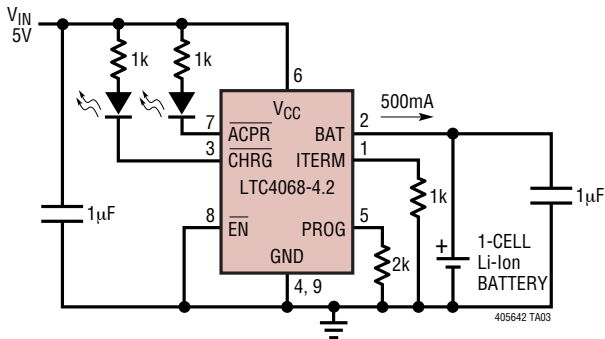 VIN
5V
1k
1k
6
VCC
500mA
7
ACPR
BAT
2
3
CHRG
ITERM
1
LTC4068-4.2
1k
1µF
1µF
8
EN
PROG
5
GND
2k
+
1-CELL
Li-Ion
BATTERY
4, 9
405642 TA03